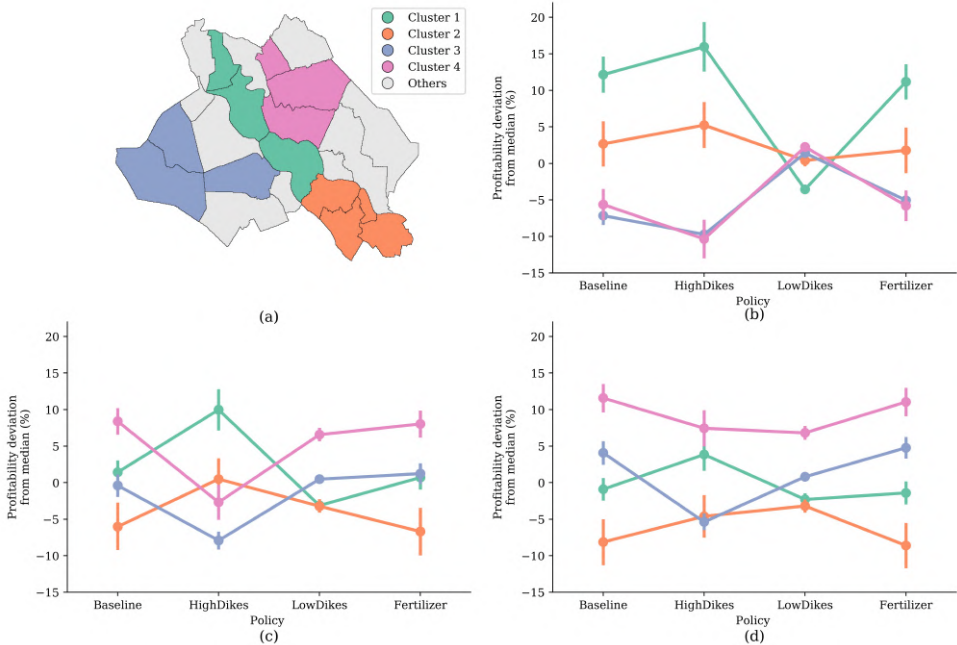 Cluster 1
Cluster 2
Cluster 3
Cluster 4
Others
(a)
Profitability deviation
from median (%)
20
15
10
5
0
−5
−10
−15
Baseline HighDikes LowDikes Fertilizer
Policy
(b)
Profitability deviation
from median (%)
20
15
10
5
0
−5
−10
−15
Baseline HighDikes LowDikes Fertilizer
Policy
(c)
Profitability deviation
from median (%)
20
15
10
5
0
−5
−10
−15
Baseline HighDikes LowDikes Fertilizer
Policy
(d)